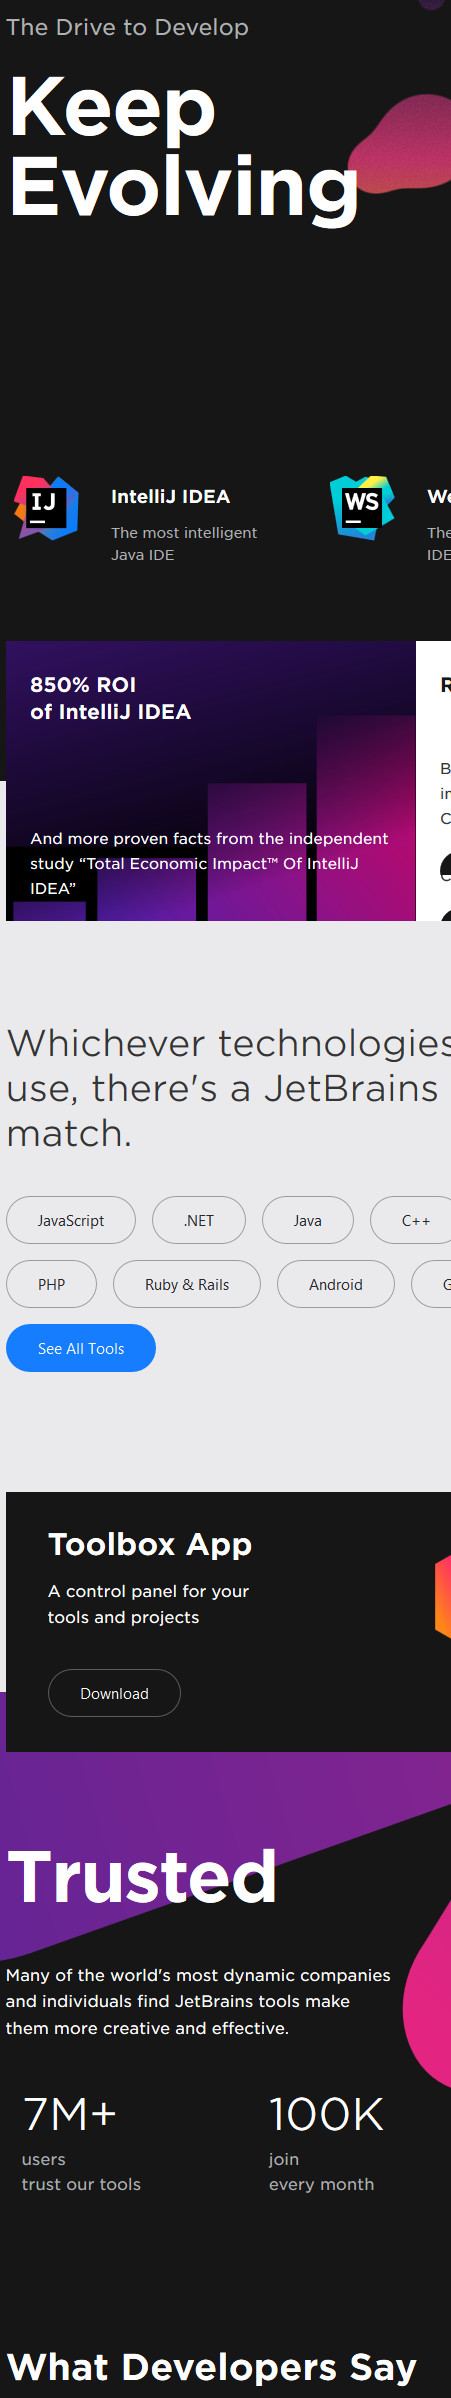 The Drive to Develop
Keep
Evolving
IJ
IntelliJ IDEA
The most intelligent
Java IDE
WS
850% ROI
of IntelliJ IDEA
And more proven facts from the independent
study “Total Economic Impact™ Of IntelliJ
IDEA”
Whichever technologies
use, there's a JetBrains
match.
JavaScript
.NET
Java
C++
PHP
Ruby & Rails
Android
See All Tools
Toolbox App
A control panel for your
tools and projects
Download
Trusted
Many of the world's most dynamic companies
and individuals find JetBrains tools make
them more creative and effective.
7M+
users
trust our tools
100K
join
every month
What Developers Say